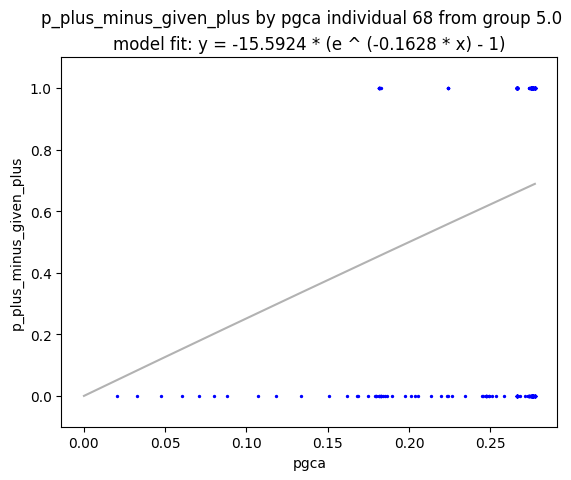 p_plus_minus_given_plus by pgca individual 68 from group 5.0
model fit: y = -15.5924 * (e ^ (-0.1628 * x) - 1)
1.0
0.8
0.6
0.4
0.2
0.0
p_plus_minus_given_plus
0.00 0.05 0.10 0.15 0.20 0.25
pgca